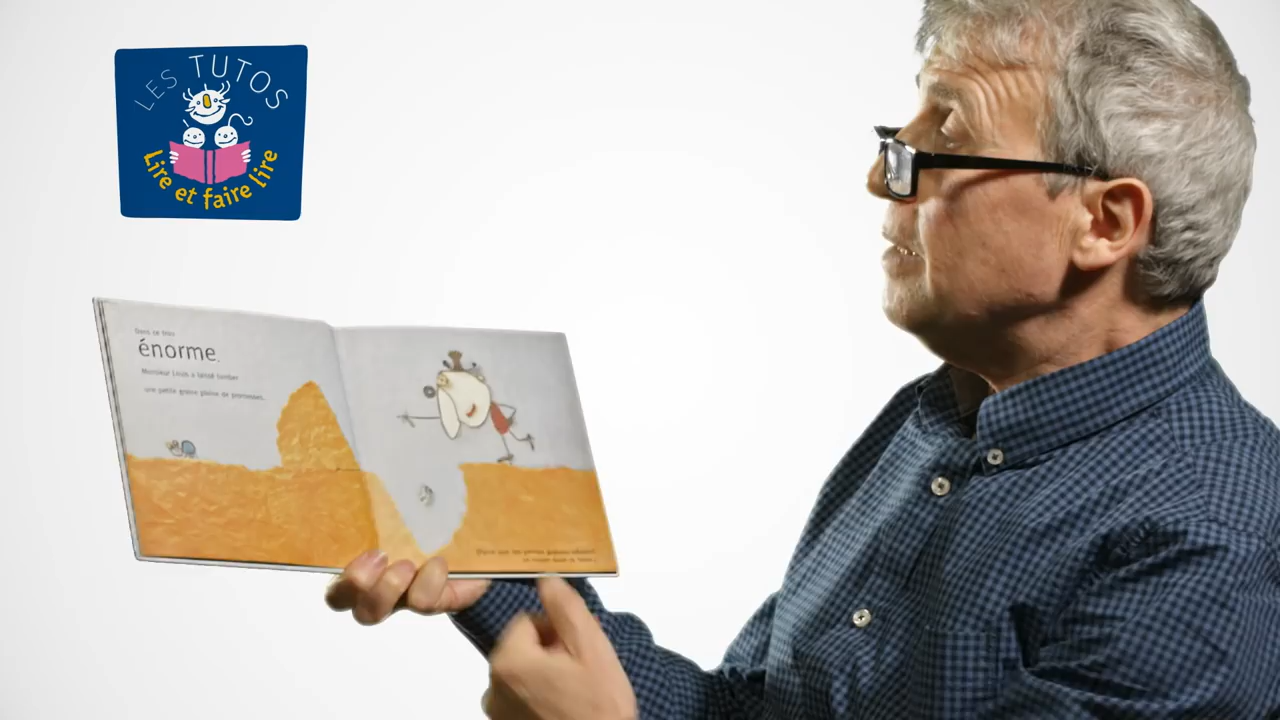 LES TUTOS
Lire et faire lire
Dans ce trou
énorme,
Monsieur Louis a laissé tomber
une petite graine pleine de promesses...